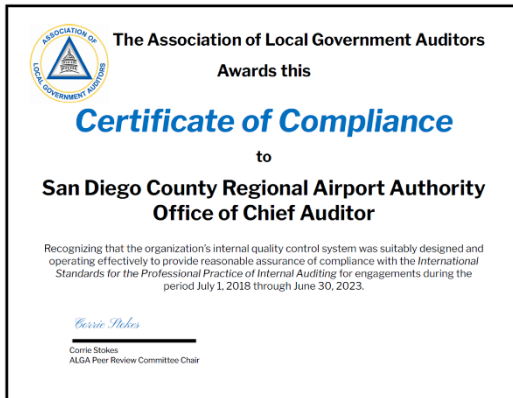 ASSOCIATION OF
LOCAL GOVERNMENT AUDITORS
The Association of Local Government Auditors
Awards this
Certificate of Compliance
to
San Diego County Regional Airport Authority
Office of Chief Auditor
Recognizing that the organization's internal quality control system was suitably designed and
operating effectively to provide reasonable assurance of compliance with the International
Standards for the Professional Practice of Internal Auditing for engagements during the
period July 1, 2018 through June 30, 2023.
Corrie Stokes
Corrie Stokes
ALGA Peer Review Committee Chair